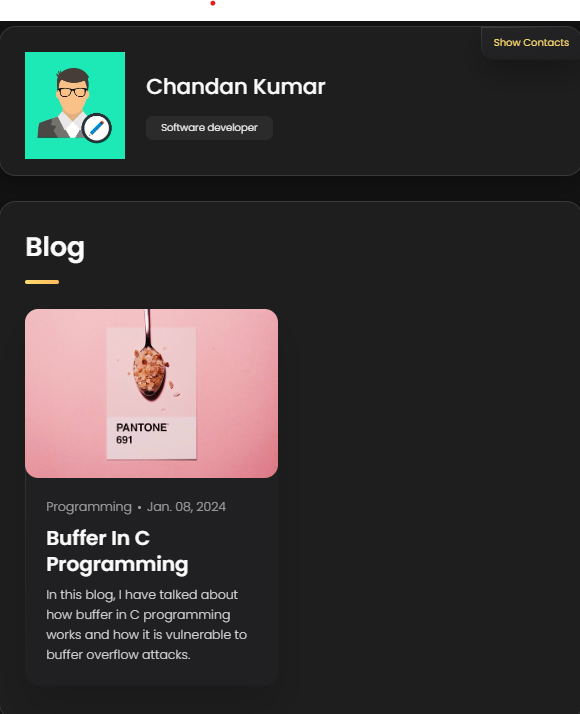 Show Contacts
Chandan Kumar
Software developer
Blog
PANTONE
691
Programming • Jan. 08, 2024
Buffer In C
Programming
In this blog, I have talked about
how buffer in C programming
works and how it is vulnerable to
buffer overflow attacks.